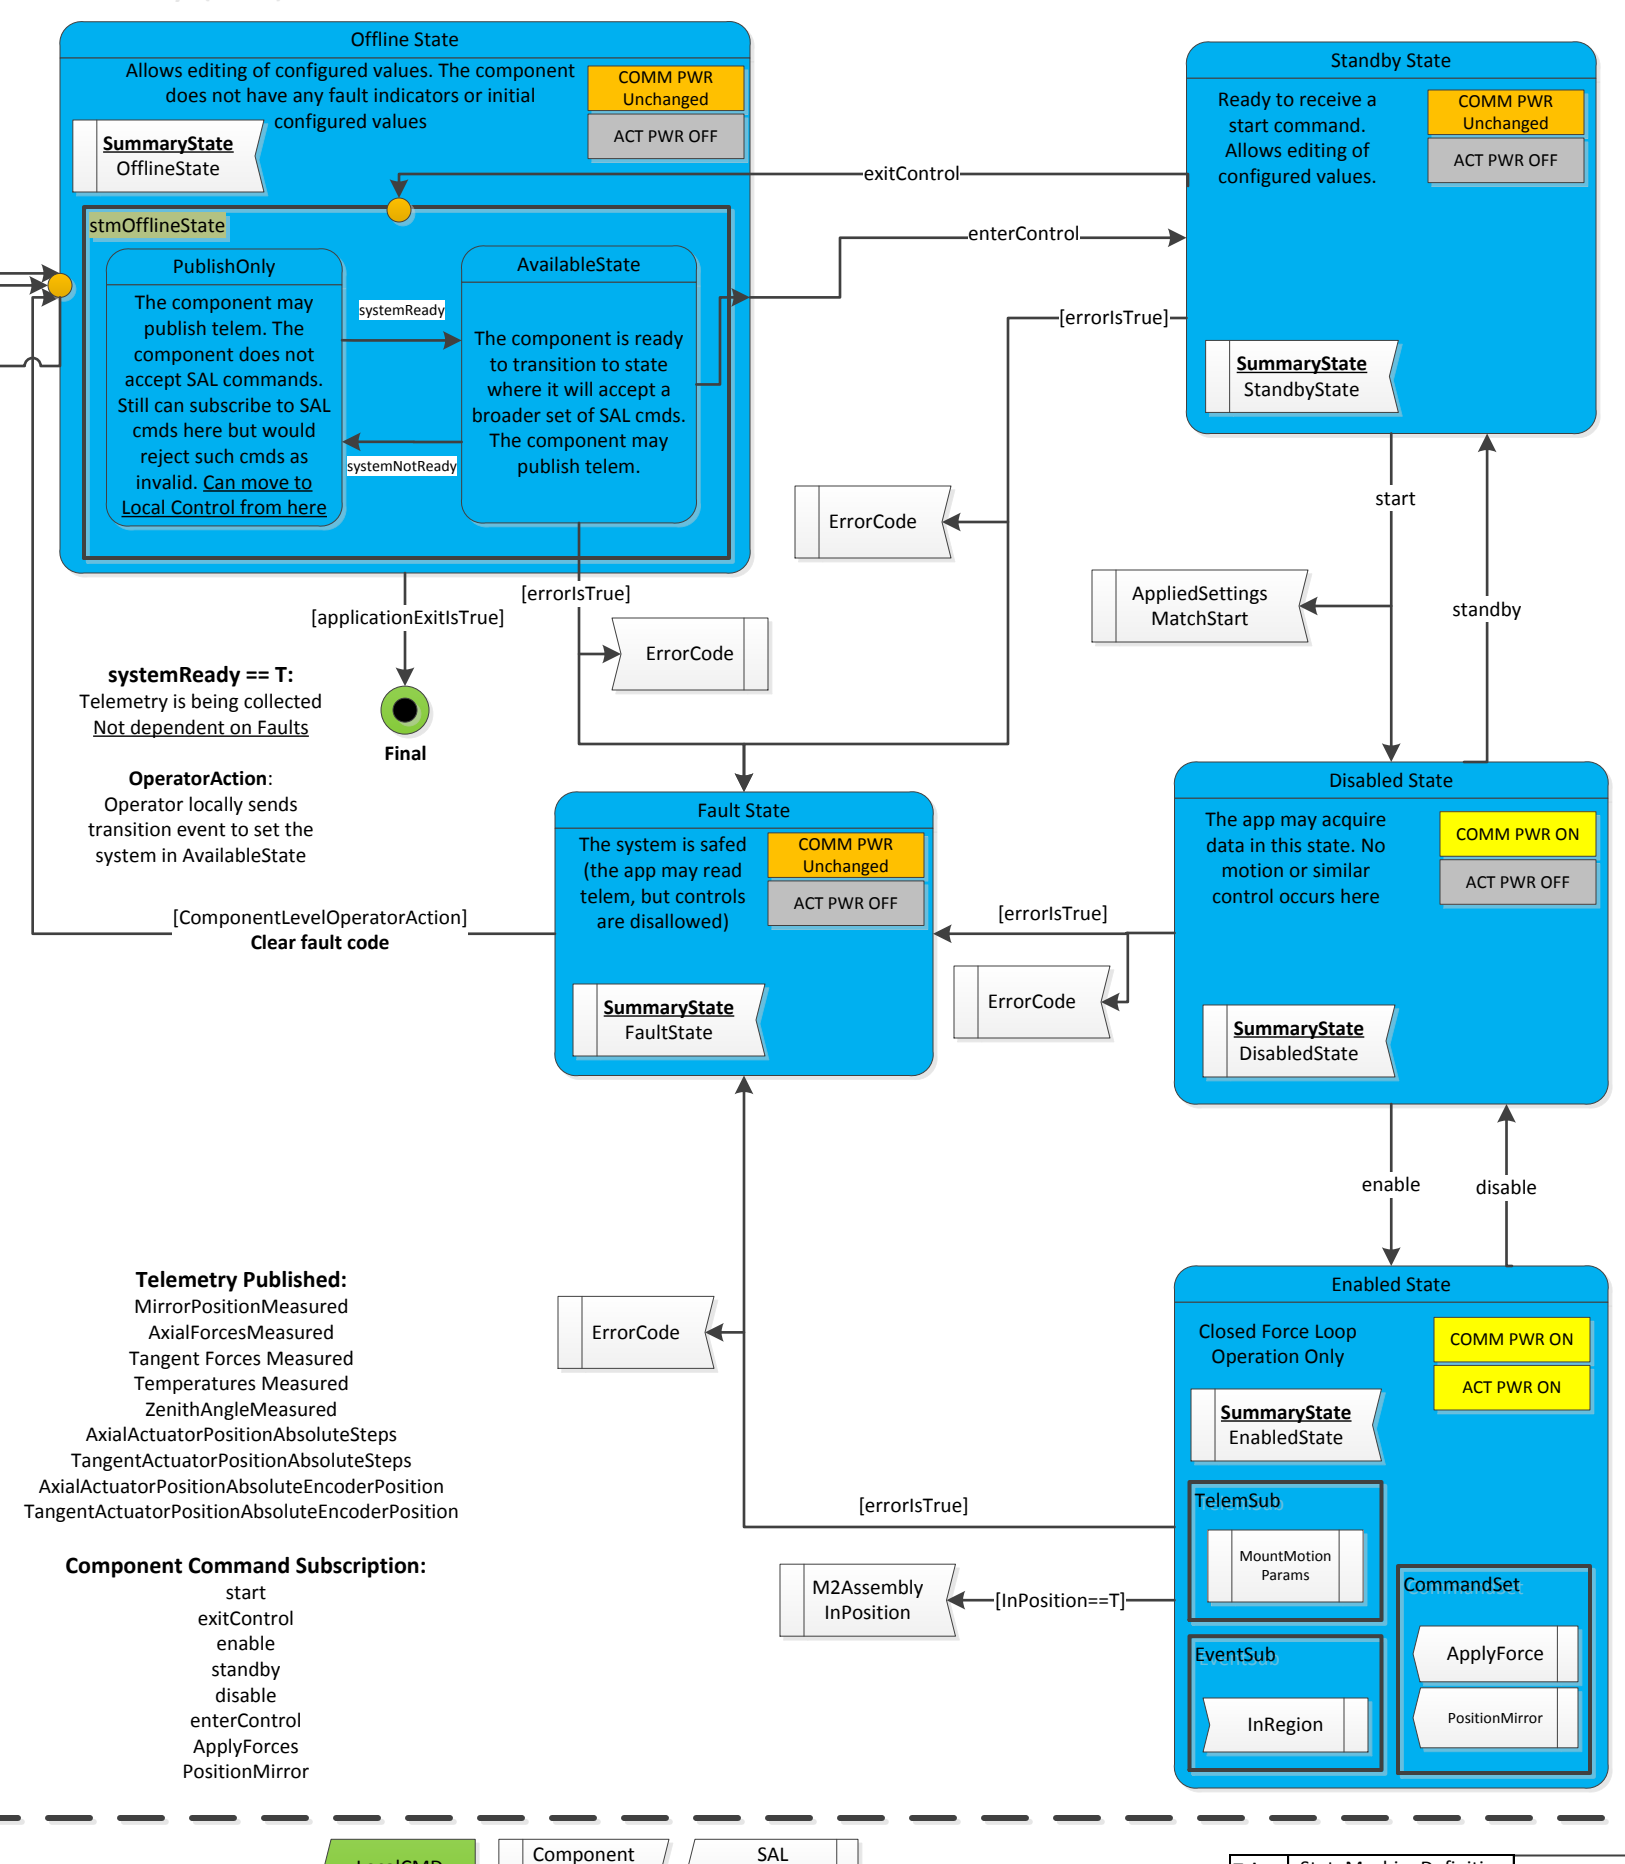 Offline State
Allows editing of configured values. The component
does not have any fault indicators or initial
configured values
COMM PWR
Unchanged
ACT PWR OFF
SummaryState
OfflineState
stmOfflineState
PublishOnly
The component may
publish telem. The
component does not
accept SAL commands.
Still can subscribe to SAL
cmds here but would
reject such cmds as
invalid. Can move to
Local Control from here
systemReady
systemNotReady
AvailableState
The component is ready
to transition to state
where it will accept a
broader set of SAL cmds.
The component may
publish telem.
exitControl
enterControl
[errorIsTrue]
Standby State
Ready to receive a
start command.
Allows editing of
configured values.
COMM PWR
Unchanged
ACT PWR OFF
SummaryState
StandbyState
ErrorCode
start
standby
AppliedSettings
MatchStart
[applicationExitIsTrue]
[errorIsTrue]
ErrorCode
Final
systemReady == T:
Telemetry is being collected
Not dependent on Faults
OperatorAction:
Operator locally sends
transition event to set the
system in AvailableState
[ComponentLevelOperatorAction]
Clear fault code
Fault State
The system is safed
(the app may read
telem, but controls
are disallowed)
COMM PWR
Unchanged
ACT PWR OFF
SummaryState
FaultState
[errorIsTrue]
ErrorCode
Disabled State
The app may acquire
data in this state. No
motion or similar
control occurs here
COMM PWR ON
ACT PWR OFF
SummaryState
DisabledState
enable
disable
Telemetry Published:
MirrorPositionMeasured
AxialForcesMeasured
Tangent Forces Measured
Temperatures Measured
ZenithAngleMeasured
AxialActuatorPositionAbsoluteSteps
TangentActuatorPositionAbsoluteSteps
AxialActuatorPositionAbsoluteEncoderPosition
TangentActuatorPositionAbsoluteEncoderPosition
Component Command Subscription:
start
exitControl
enable
standby
disable
enterControl
ApplyForces
PositionMirror
ErrorCode
[errorIsTrue]
M2Assembly
InPosition
[InPosition==T]
Enabled State
Closed Force Loop
Operation Only
COMM PWR ON
ACT PWR ON
SummaryState
EnabledState
TelemSub
MountMotion
Params
EventSub
InRegion
CommandSet
ApplyForce
PositionMirror
Component
SAL